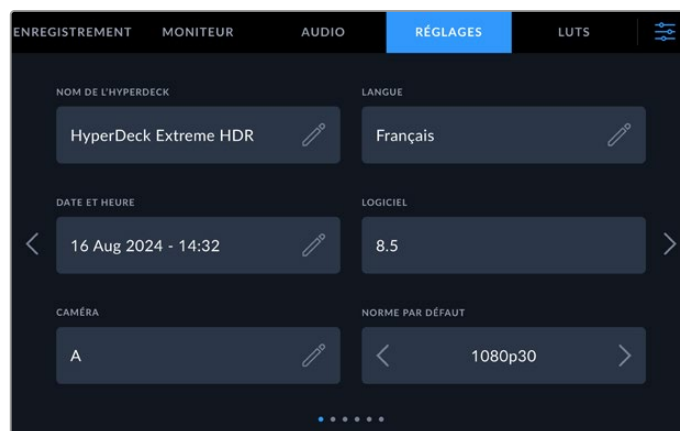 ENREGISTREMENT MONITEUR AUDIO RÉGLAGES LUTS
NOM DE L'HYPERDECK LANGUE
HyperDeck Extreme HDR Français
DATE ET HEURE LOGICIEL
16 Aug 2024 - 14:32 8.5
CAMÉRA NORME PAR DÉFAUT
A 1080p30